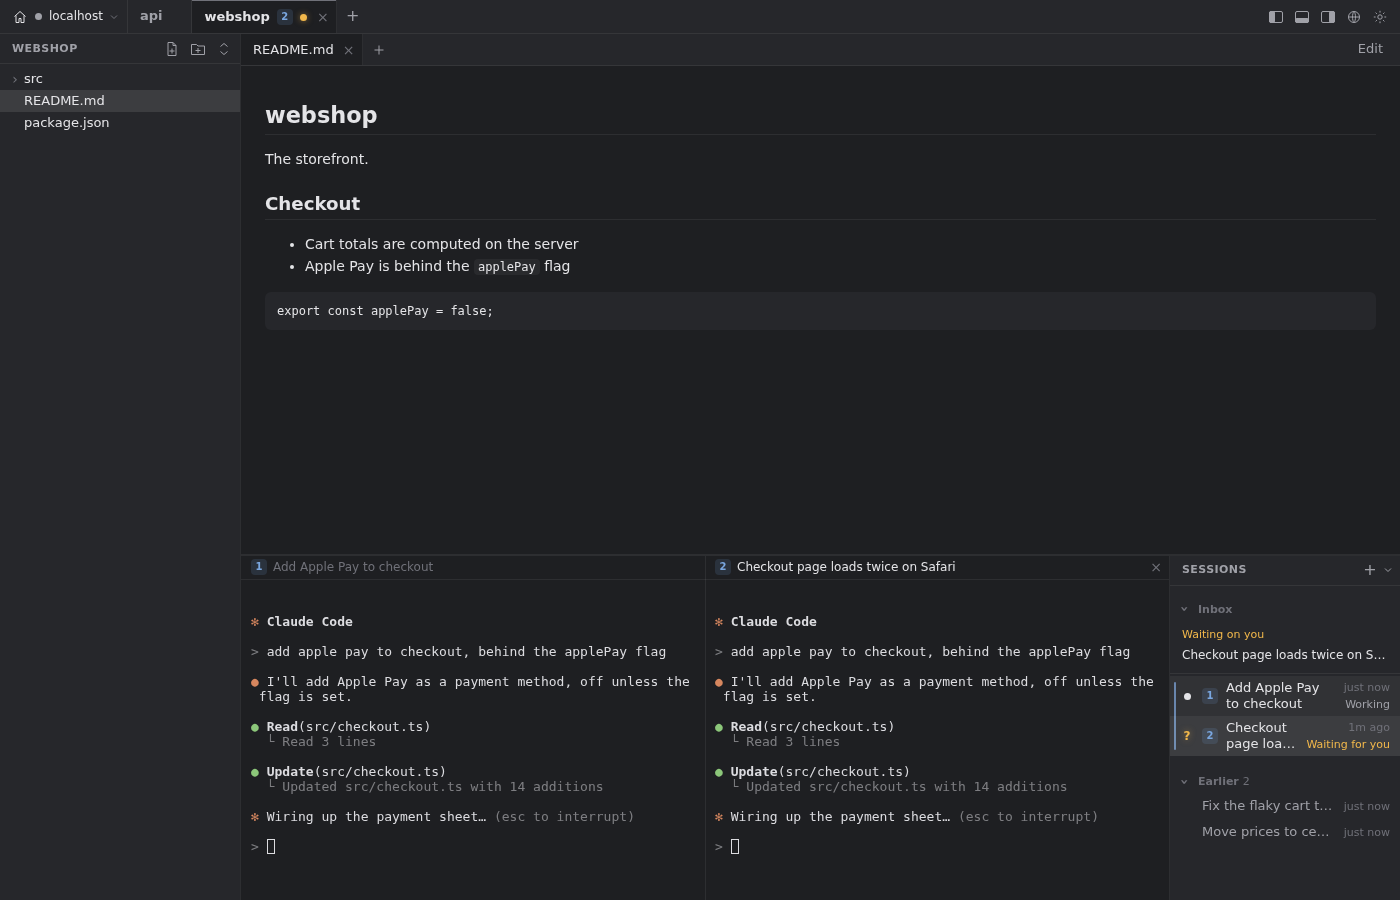 localhost
api
webshop 2
WEBSHOP
src
README.md
package.json
README.md
Edit
webshop
The storefront.
Checkout
• Cart totals are computed on the server
• Apple Pay is behind the applePay flag
export const applePay = false;
1 Add Apple Pay to checkout
✻ Claude Code
> add apple pay to checkout, behind the applePay flag
● I'll add Apple Pay as a payment method, off unless the
flag is set.
● Read(src/checkout.ts)
└ Read 3 lines
● Update(src/checkout.ts)
└ Updated src/checkout.ts with 14 additions
✻ Wiring up the payment sheet… (esc to interrupt)
>
2 Checkout page loads twice on Safari
✻ Claude Code
> add apple pay to checkout, behind the applePay flag
● I'll add Apple Pay as a payment method, off unless the
flag is set.
● Read(src/checkout.ts)
└ Read 3 lines
● Update(src/checkout.ts)
└ Updated src/checkout.ts with 14 additions
✻ Wiring up the payment sheet… (esc to interrupt)
>
SESSIONS
Inbox
Waiting on you
Checkout page loads twice on S…
1 Add Apple Pay just now
to checkout Working
? 2 Checkout 1m ago
page loa… Waiting for you
Earlier 2
Fix the flaky cart t… just now
Move prices to ce… just now